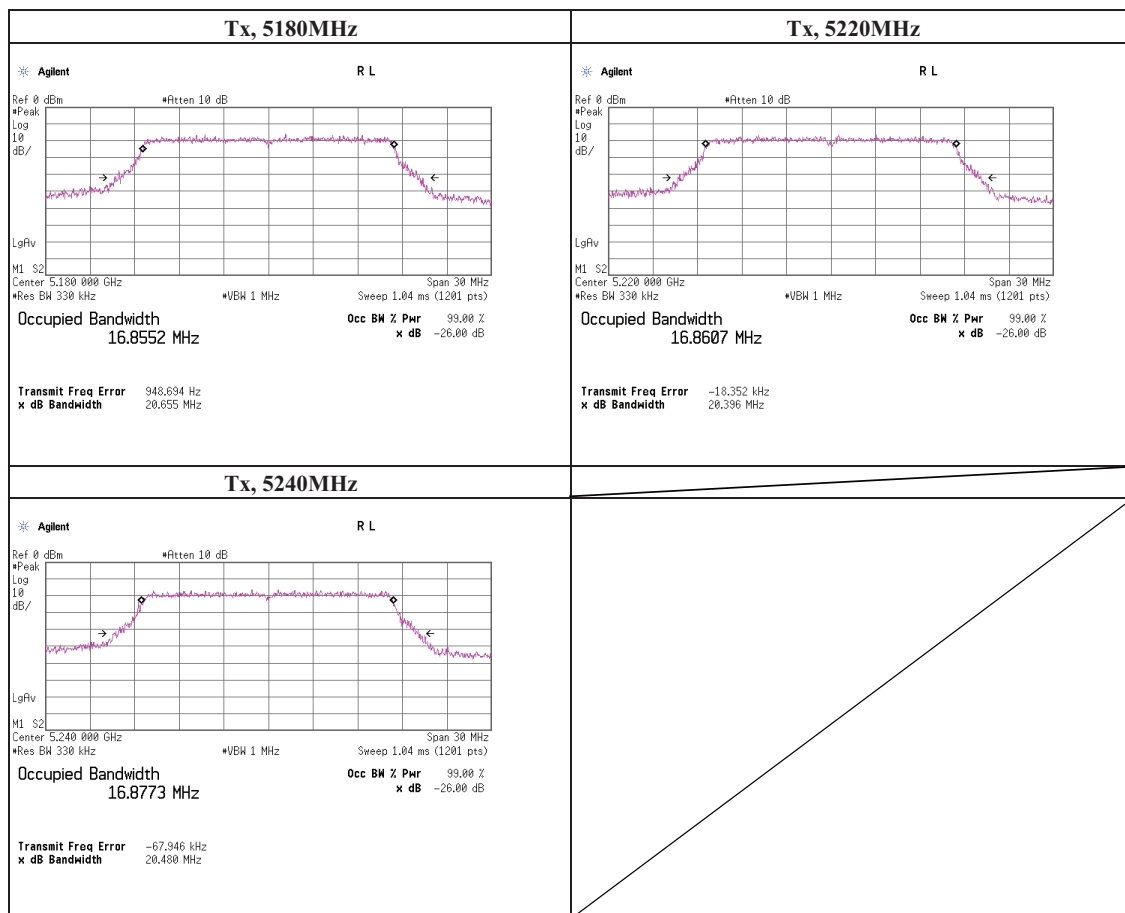 Tx, 5180MHz
Agilent R L
Ref 0 dBm #Atten 10 dB
#Peak
Log
10
dB/
LgAv
M1 S2
Center 5.180 000 GHz Span 30 MHz
#Res BW 330 kHz #VBW 1 MHz Sweep 1.04 ms (1201 pts)
Occupied Bandwidth Occ BW % Pwr 99.00 %
16.8552 MHz x dB -26.00 dB
Transmit Freq Error 948.694 Hz
x dB Bandwidth 20.655 MHz
Tx, 5220MHz
Agilent R L
Ref 0 dBm #Atten 10 dB
#Peak
Log
10
dB/
LgAv
M1 S2
Center 5.220 000 GHz Span 30 MHz
#Res BW 330 kHz #VBW 1 MHz Sweep 1.04 ms (1201 pts)
Occupied Bandwidth Occ BW % Pwr 99.00 %
16.8607 MHz x dB -26.00 dB
Transmit Freq Error -18.352 kHz
x dB Bandwidth 20.396 MHz
Tx, 5240MHz
Agilent R L
Ref 0 dBm #Atten 10 dB
#Peak
Log
10
dB/
LgAv
M1 S2
Center 5.240 000 GHz Span 30 MHz
#Res BW 330 kHz #VBW 1 MHz Sweep 1.04 ms (1201 pts)
Occupied Bandwidth Occ BW % Pwr 99.00 %
16.8773 MHz x dB -26.00 dB
Transmit Freq Error -67.946 kHz
x dB Bandwidth 20.480 MHz